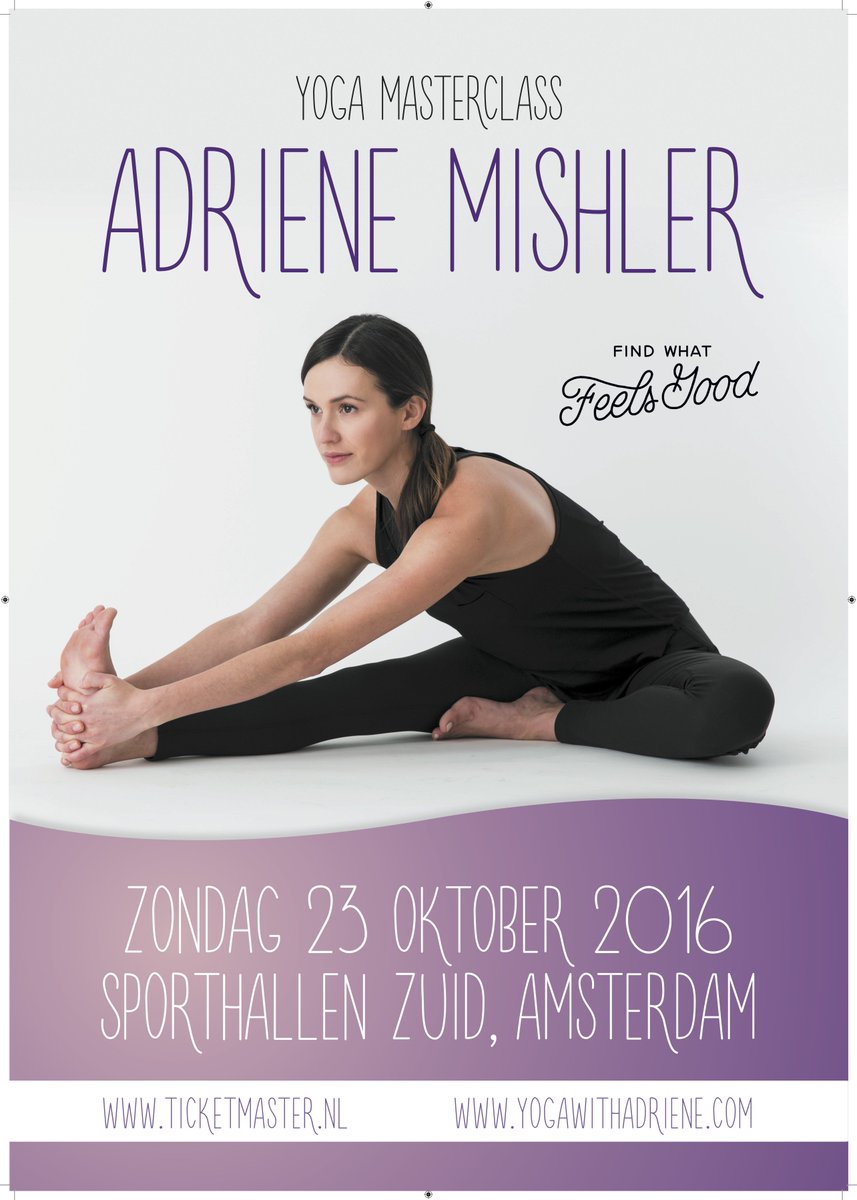 YOGA MASTERCLASS
ADRIENE MISHLER
FIND WHAT
Feels Good
ZONDAG 23 OKTOBER 2016
SPORTHALLEN ZUID, AMSTERDAM
WWW.TICKETMASTER.NL WWW.YOGAWITHADRIENE.COM